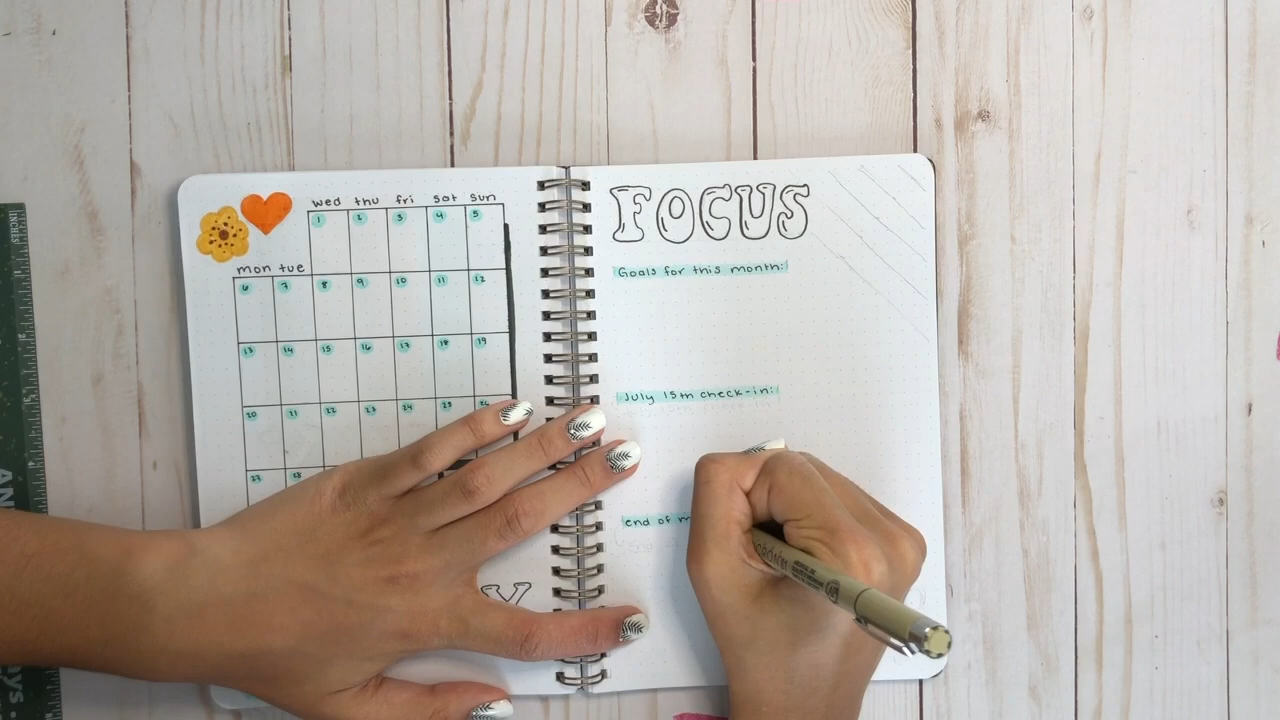 wed thu fri sat sun
1 2 3 4 5
mon tue
6 7 8 9 10 11 12
13 14 15 16 17 18 19
20 21 22 23 24 25 26
27 28
Y
FOCUS
Goals for this month:
July 15th check-in:
end of m
INCHES